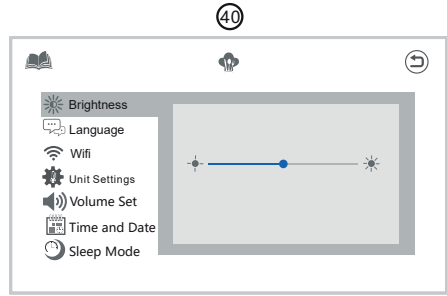 40
Brightness
Language
Wifi
Unit Settings
Volume Set
Time and Date
Sleep Mode